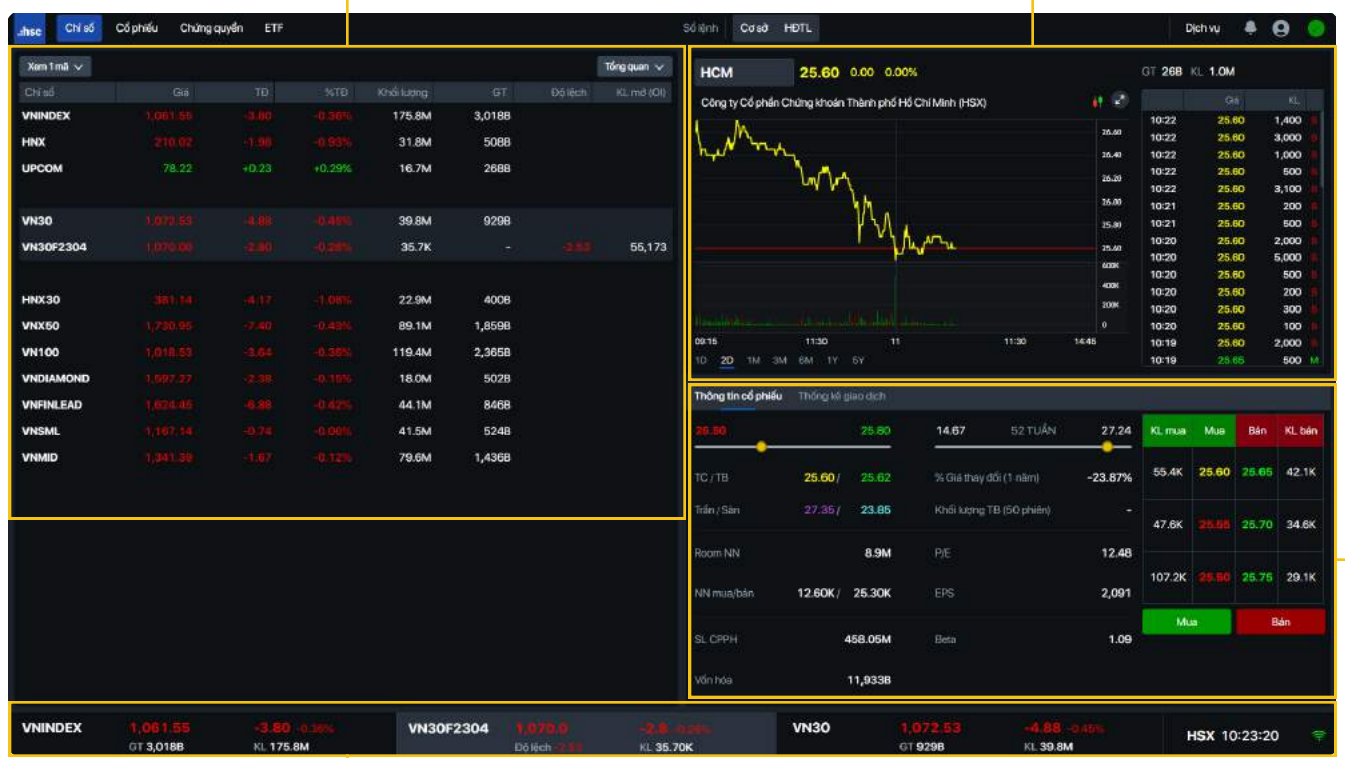 .hsc Chỉ số Cổ phiếu Chứng quyền ETF Sổ lệnh Cơ sở HĐTL Dịch vụ
Xem 1 mã Tổng quan
Chỉ số Giá TĐ %TĐ Khối lượng GT Độ lệch KL mở (OI)
VNINDEX 1,061.55 -3.80 -0.36% 175.8M 3,018B
HNX 210.02 -1.98 -0.93% 31.8M 508B
UPCOM 78.22 +0.23 +0.29% 16.7M 268B
VN30 1,072.53 -4.88 -0.45% 39.8M 929B
VN30F2304 1,070.00 -2.80 -0.26% 35.7K - -2.53 55,173
HNX30 381.14 -4.17 -1.08% 22.9M 400B
VNX50 1,730.95 -7.40 -0.43% 89.1M 1,859B
VN100 1,018.53 -3.64 -0.36% 119.4M 2,365B
VNDIAMOND 1,597.27 -2.38 -0.15% 18.0M 502B
VNFINLEAD 1,624.45 -6.88 -0.42% 44.1M 846B
VNSML 1,167.14 -0.74 -0.06% 41.5M 524B
VNMID 1,341.39 -1.67 -0.12% 79.6M 1,436B
HCM 25.60 0.00 0.00% GT 26B KL 1.0M
Công ty Cổ phần Chứng khoán Thành phố Hồ Chí Minh (HSX)
26.60
26.40
26.20
26.00
25.80
25.60
600K
400K
200K
0
09:15 11:30 11 11:30 14:45
1D 2D 1M 3M 6M 1Y 5Y
Giá KL
10:22 25.60 1,400 B
10:22 25.60 3,000 B
10:22 25.60 1,000 B
10:22 25.60 500 B
10:22 25.60 3,100 B
10:21 25.60 200 B
10:21 25.60 500 B
10:20 25.60 2,000 B
10:20 25.60 5,000 B
10:20 25.60 500 B
10:20 25.60 200 B
10:20 25.60 300 B
10:20 25.60 100 B
10:19 25.60 2,000 B
10:19 25.65 500 M
Thông tin cổ phiếu Thống kê giao dịch
25.50 25.80 14.67 52 TUẦN 27.24
TC / TB 25.60 / 25.62 % Giá thay đổi (1 năm) -23.87%
Trần / Sàn 27.35 / 23.85 Khối lượng TB (50 phiên) -
Room NN 8.9M P/E 12.48
NN mua/bán 12.60K / 25.30K EPS 2,091
SL CPPH 458.05M Beta 1.09
Vốn hóa 11,933B
KL mua Mua Bán KL bán
55.4K 25.60 25.65 42.1K
47.6K 25.55 25.70 34.6K
107.2K 25.50 25.75 29.1K
Mua Bán
VNINDEX 1,061.55 -3.80 -0.36% VN30F2304 1,070.0 -2.8 -0.26% VN30 1,072.53 -4.88 -0.45% HSX 10:23:20
GT 3,018B KL 175.8M Độ lệch -2.53 KL 35.70K GT 929B KL 39.8M